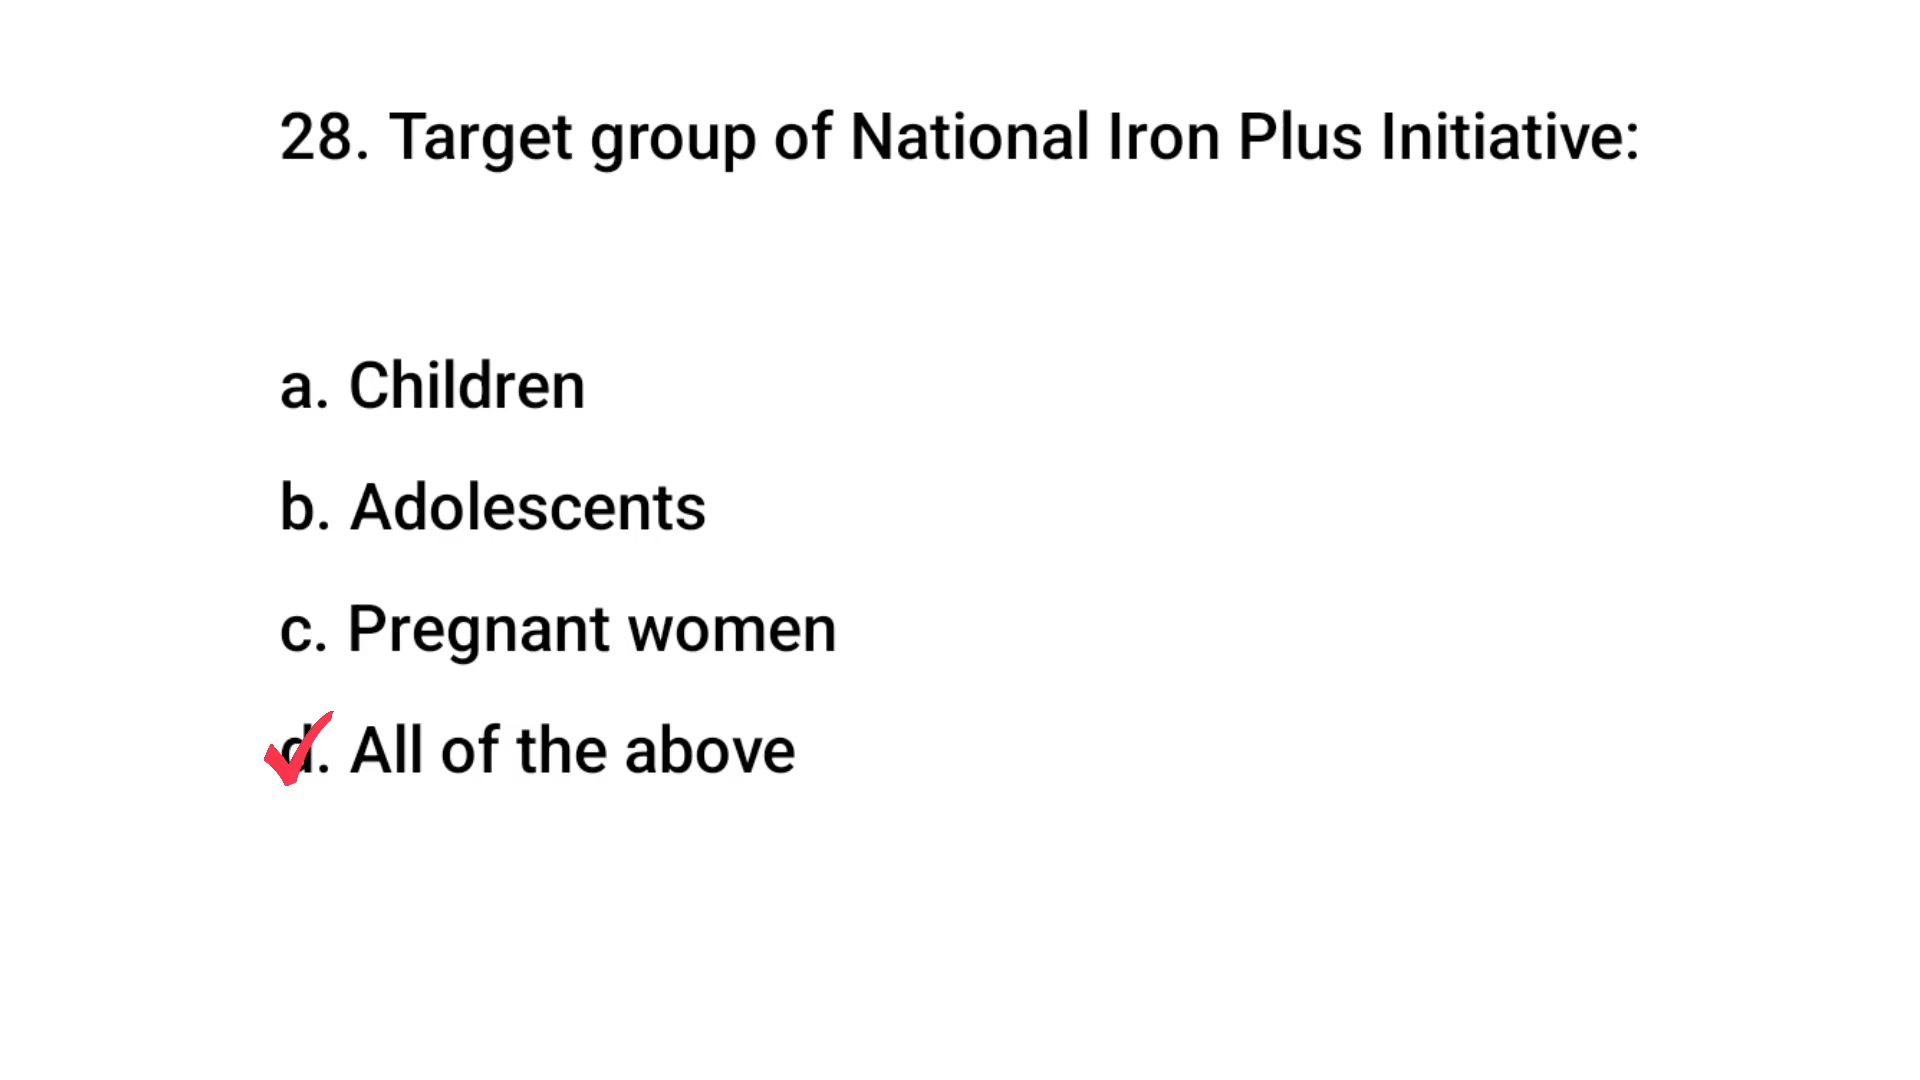 28. Target group of National Iron Plus Initiative:
a. Children
b. Adolescents
c. Pregnant women
d. All of the above